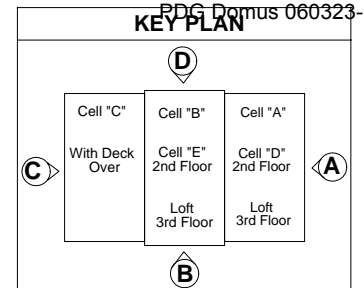 PDG Domus 060323-
KEY PLAN
D
Cell "C"
With Deck
Over
Cell "B"
Cell "E"
2nd Floor
Loft
3rd Floor
Cell "A"
Cell "D"
2nd Floor
Loft
3rd Floor
C
A
B